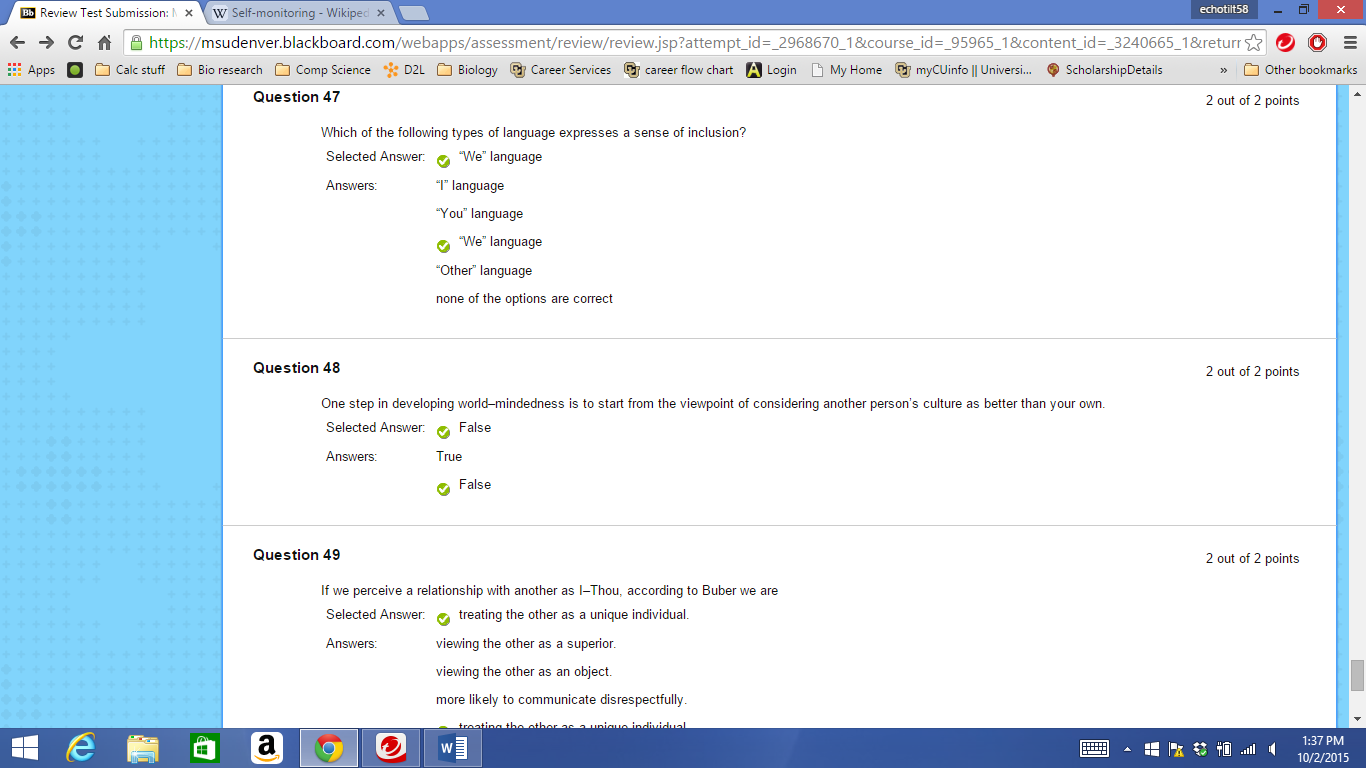 Bb Review Test Submission: M
W Self-monitoring - Wikiped
echotilt58
https://msudenver.blackboard.com/webapps/assessment/review/review.jsp?attempt_id=_2968670_1&course_id=_95965_1&content_id=_3240665_1&return
Apps Calc stuff Bio research Comp Science D2L Biology Career Services career flow chart Login My Home myCUinfo || Universi... ScholarshipDetails » Other bookmarks
Question 47
2 out of 2 points
Which of the following types of language expresses a sense of inclusion?
Selected Answer: “We” language
Answers: “I” language
“You” language
“We” language
“Other” language
none of the options are correct
Question 48
2 out of 2 points
One step in developing world–mindedness is to start from the viewpoint of considering another person’s culture as better than your own.
Selected Answer: False
Answers: True
False
Question 49
2 out of 2 points
If we perceive a relationship with another as I–Thou, according to Buber we are
Selected Answer: treating the other as a unique individual.
Answers: viewing the other as a superior.
viewing the other as an object.
more likely to communicate disrespectfully.
treating the other as a unique individual.
1:37 PM
10/2/2015